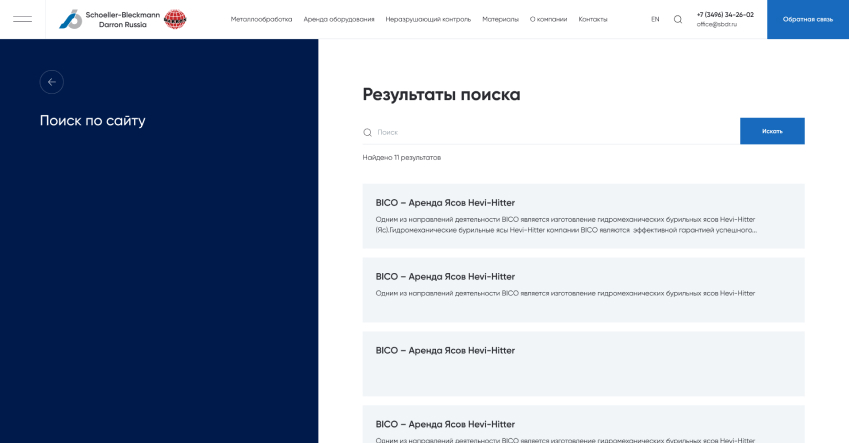 Schoeller-Bleckmann
Darron Russia
Металлообработка Аренда оборудования Неразрушающий контроль Материалы О компании Контакты
EN
+7 (3496) 34-26-02
office@sbdr.ru
Обратная связь
Поиск по сайту
Результаты поиска
Поиск
Искать
Найдено 11 результатов
BICO – Аренда Ясов Hevi-Hitter
Одним из направлений деятельности BICO является изготовление гидромеханических бурильных ясов Hevi-Hitter
(Яс).Гидромеханические бурильные ясы Hevi-Hitter компании BICO являются эффективной гарантией успешного...
BICO – Аренда Ясов Hevi-Hitter
Одним из направлений деятельности BICO является изготовление гидромеханических бурильных ясов Hevi-Hitter
BICO – Аренда Ясов Hevi-Hitter
BICO – Аренда Ясов Hevi-Hitter
Одним из направлений деятельности BICO является изготовление гидромеханических бурильных ясов Hevi-Hitter